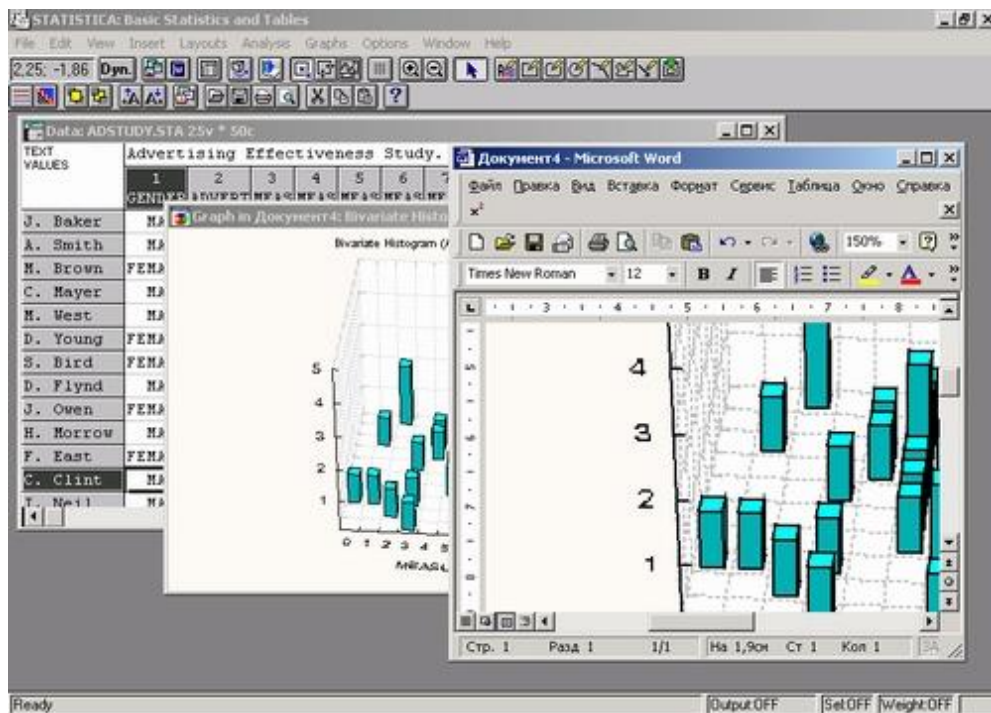 STATISTICA: Basic Statistics and Tables
File Edit View Insert Layouts Analysis Graphs Options Window Help
2,25; -1,86 Dyn.
Data: ADSTUDY.STA 25v * 50c
TEXT VALUES
Advertising Effectiveness Study.
1 2 3 4 5 6 7
GENDER ADVERT
J. Baker MA
A. Smith MA
M. Brown FEMA
C. Mayer MA
M. West MA
D. Young FEMA
S. Bird FEMA
D. Flynd MA
J. Owen FEMA
H. Morrow MA
F. East FEMA
C. Clint MA
T. Neil MA
Graph in Документ4: Bivariate Histo
Bivariate Histogram (A
5
4
3
2
1
0 1 2 3 4 5
MEASU
Документ4 - Microsoft Word
Файл Правка Вид Вставка Формат Сервис Таблица Окно Справка
x²
150%
Times New Roman 12 B I
3 4 5 6 7 8
4
3
2
1
Стр. 1 Разд 1 1/1 На 1,9см Ст 1 Кол 1 ЗА
Ready Output:OFF Sel:OFF Weight:OFF